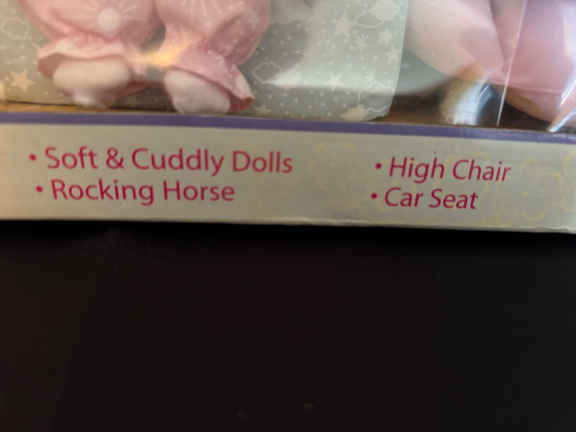 • Soft & Cuddly Dolls
• Rocking Horse
• High Chair
• Car Seat